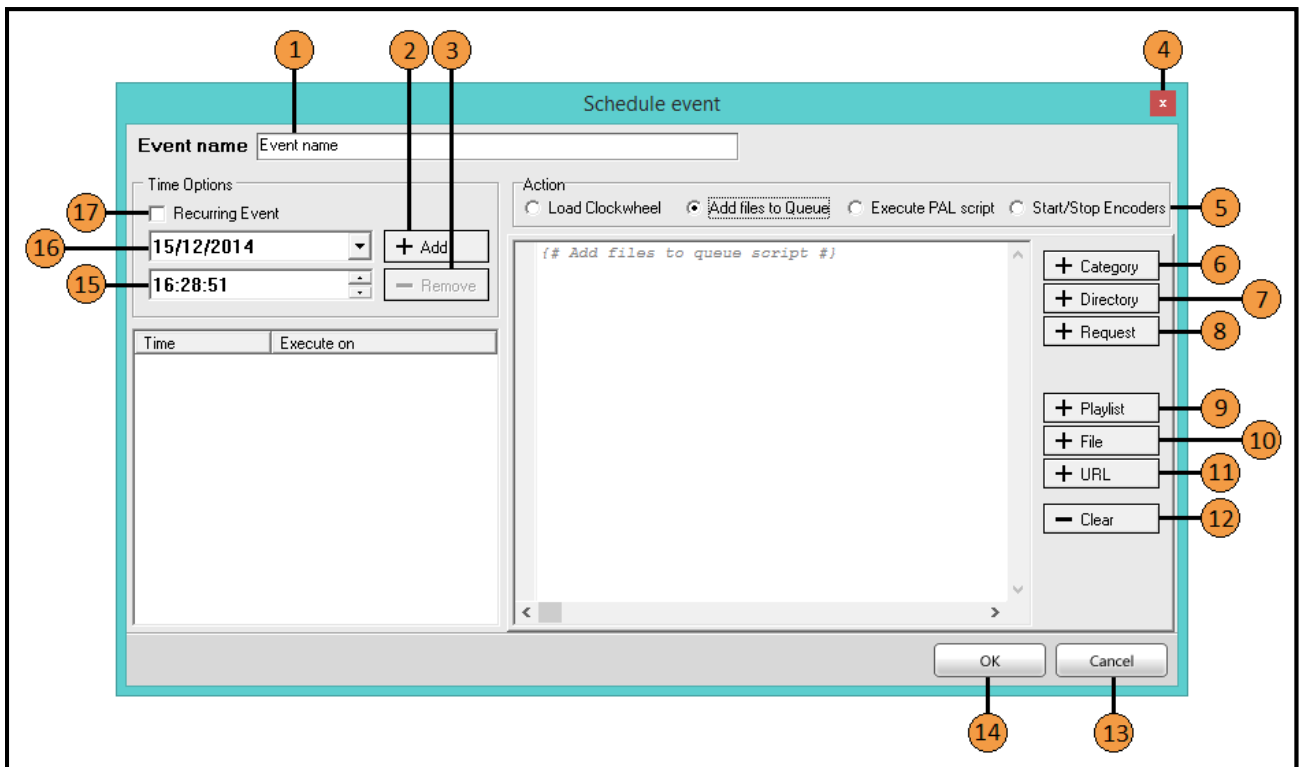 1
2
3
4
Schedule event
x
Event name Event name
Time Options
Action
17
Recurring Event
Load Clockwheel Add files to Queue Execute PAL script Start/Stop Encoders
5
16
15/12/2014
+ Add
{# Add files to queue script #}
+ Category
6
15
16:28:51
- Remove
+ Directory
7
+ Request
8
Time Execute on
+ Playlist
9
+ File
10
+ URL
11
- Clear
12
OK
Cancel
14
13